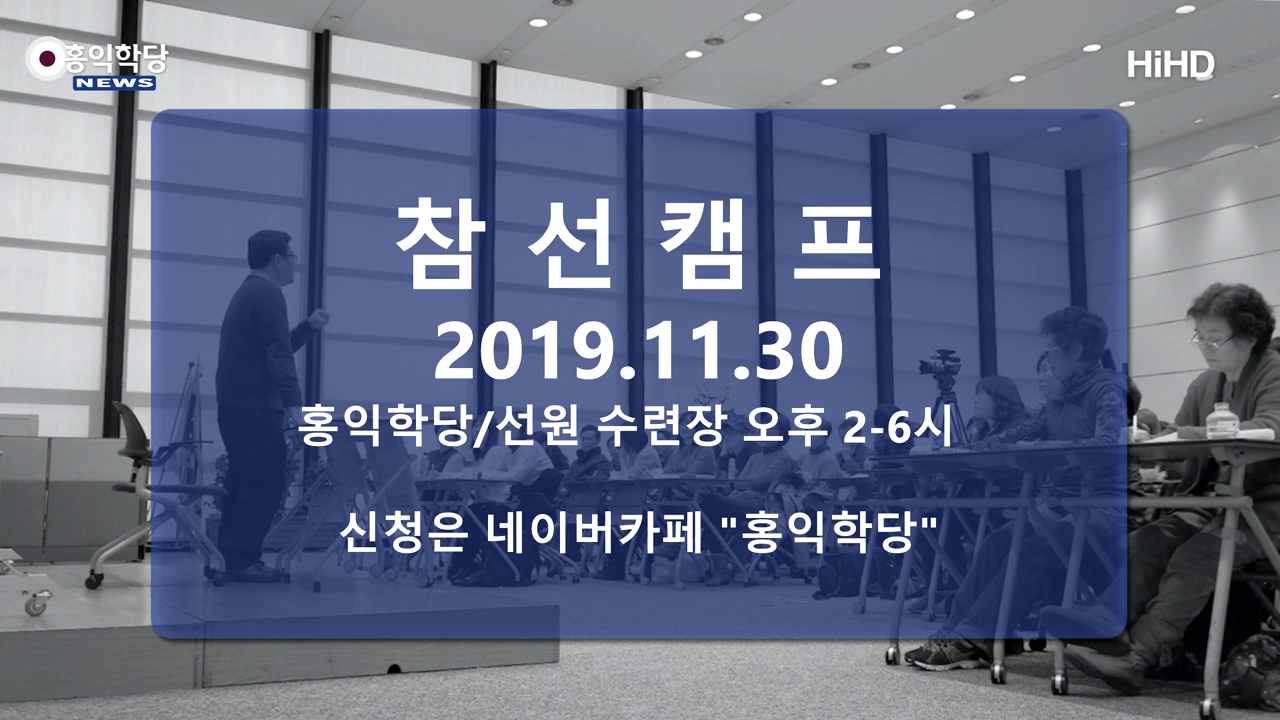 홍익학당
NEWS
HiHD
참선캠프
2019.11.30
홍익학당/선원 수련장 오후 2-6시
신청은 네이버카페 "홍익학당"